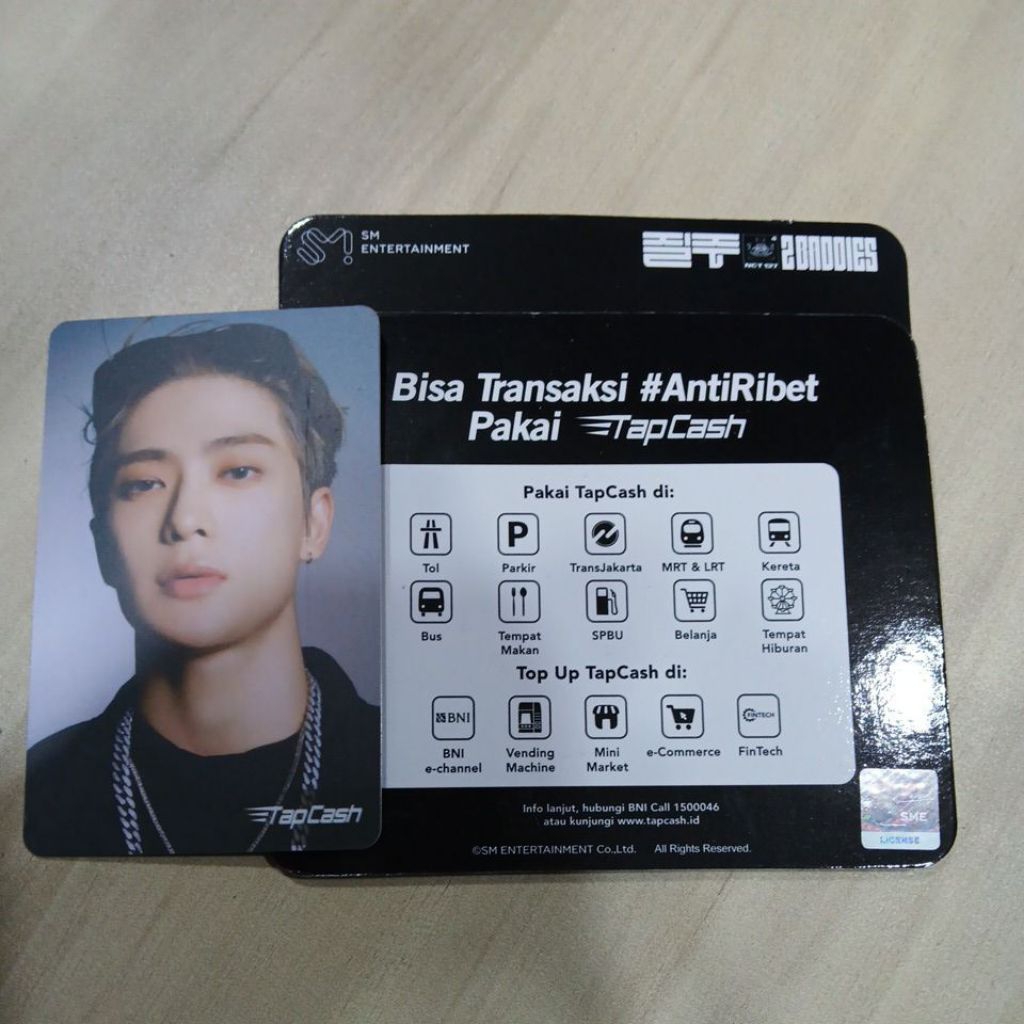 SM
ENTERTAINMENT
질주 NCT 127 2 BADDIES
Bisa Transaksi #AntiRibet
Pakai TapCash
Pakai TapCash di:
Tol
P
Parkir
TransJakarta
MRT & LRT
Kereta
Bus
Tempat
Makan
SPBU
Belanja
Tempat
Hiburan
Top Up TapCash di:
BNI
BNI
e-channel
Vending
Machine
Mini
Market
e-Commerce
FINTECH
FinTech
Info lanjut, hubungi BNI Call 1500046
atau kunjungi www.tapcash.id
©SM ENTERTAINMENT Co.,Ltd. All Rights Reserved.
SME
LICENSE
TapCash